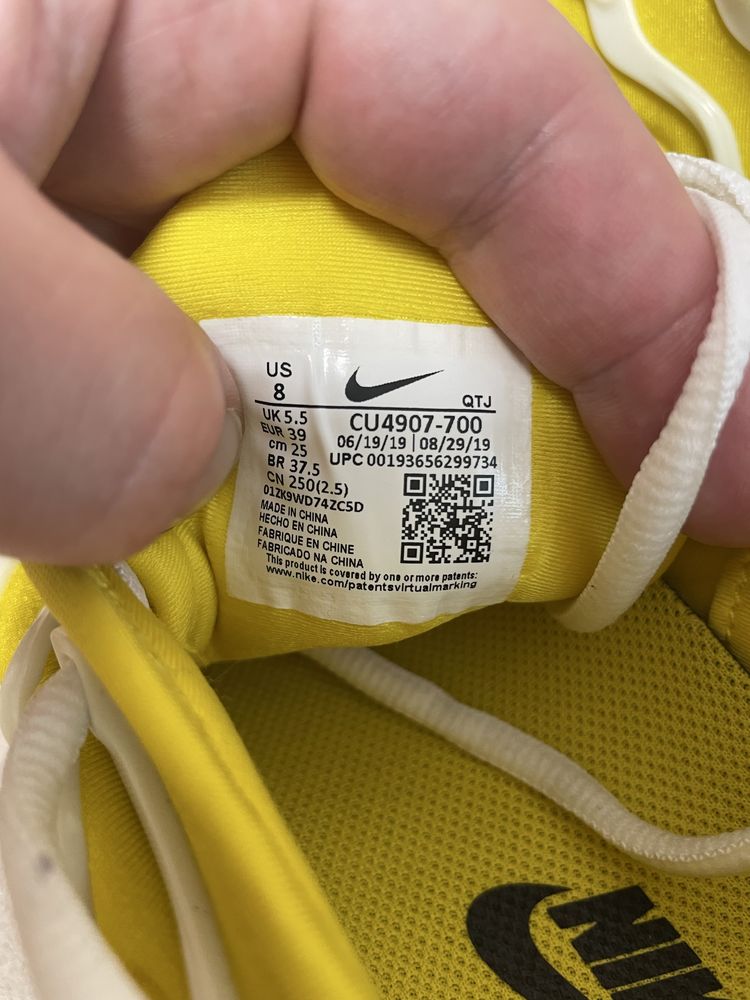 US
8
QTJ
UK 5.5
EUR 39
cm 25
BR 37.5
CN 250(2.5)
01ZK9WD74ZC5D
CU4907-700
06/19/19 | 08/29/19
UPC 00193656299734
MADE IN CHINA
HECHO EN CHINA
FABRIQUE EN CHINE
FABRICADO NA CHINA
This product is covered by one or more patents:
www.nike.com/patentsvirtualmarking